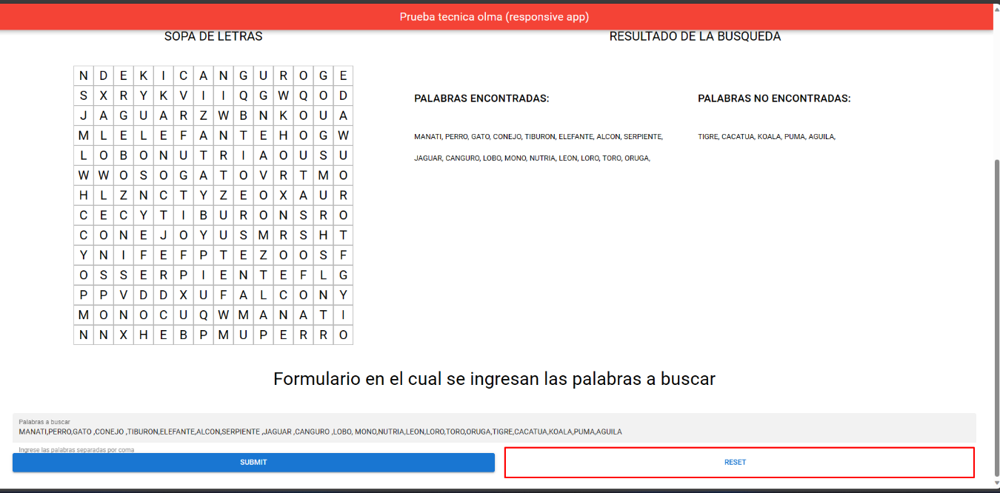 Prueba tecnica olma (responsive app)
SOPA DE LETRAS
RESULTADO DE LA BUSQUEDA
N D E K I C A N G U R O G E
S X R Y K V I I Q G W Q O D
J A G U A R Z W B N K O U A
M L E L E F A N T E H O G W
L O B O N U T R I A O U S U
W W O S O G A T O V R T M O
H L Z N C T Y Z E O X A U R
C E C Y T I B U R O N S R O
C O N E J O Y U S M R S H T
Y N I F E F P T E Z O O S F
O S S E R P I E N T E F L G
P P V D D X U F A L C O N Y
M O N O C U Q W M A N A T I
N N X H E B P M U P E R R O
PALABRAS ENCONTRADAS:
MANATI, PERRO, GATO, CONEJO, TIBURON, ELEFANTE, ALCON, SERPIENTE,
JAGUAR, CANGURO, LOBO, MONO, NUTRIA, LEON, LORO, TORO, ORUGA,
PALABRAS NO ENCONTRADAS:
TIGRE, CACATUA, KOALA, PUMA, AGUILA,
Formulario en el cual se ingresan las palabras a buscar
Palabras a buscar
MANATI,PERRO,GATO ,CONEJO ,TIBURON,ELEFANTE,ALCON,SERPIENTE ,JAGUAR ,CANGURO ,LOBO, MONO,NUTRIA,LEON,LORO,TORO,ORUGA,TIGRE,CACATUA,KOALA,PUMA,AGUILA
Ingrese las palabras separadas por coma
SUBMIT
RESET